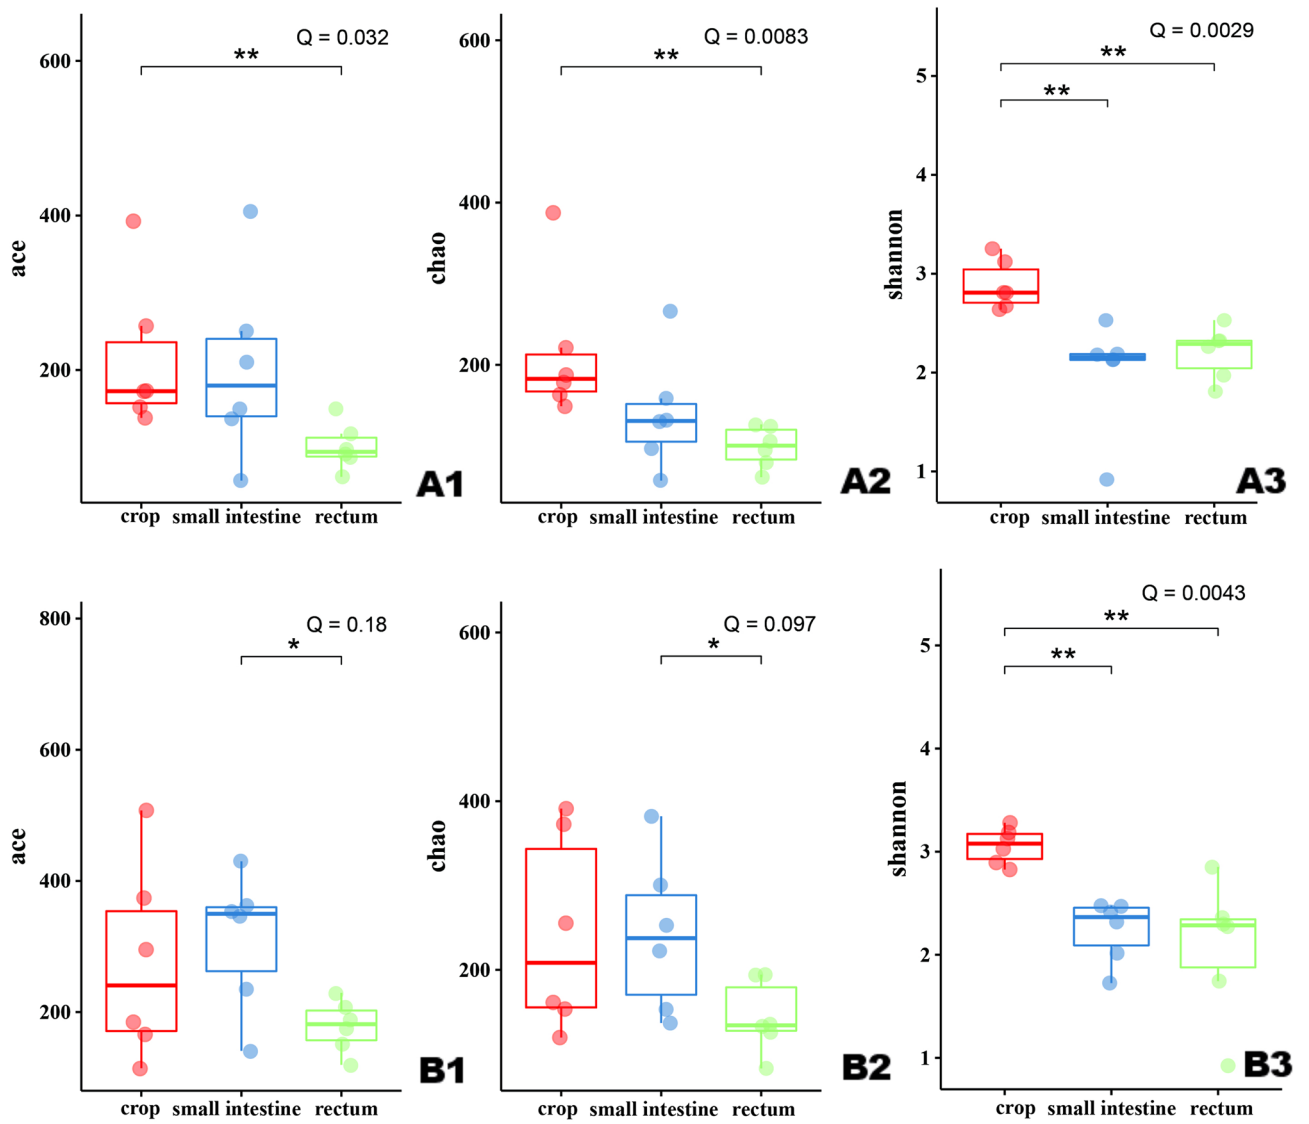 Q = 0.032
**
600
400
200
ace
crop small intestine rectum
A1
Q = 0.0083
**
600
400
200
chao
crop small intestine rectum
A2
Q = 0.0029
**
**
5
4
3
2
1
shannon
crop small intestine rectum
A3
Q = 0.18
*
800
600
400
200
ace
crop small intestine rectum
B1
Q = 0.097
*
600
400
200
chao
crop small intestine rectum
B2
Q = 0.0043
**
**
5
4
3
2
1
shannon
crop small intestine rectum
B3